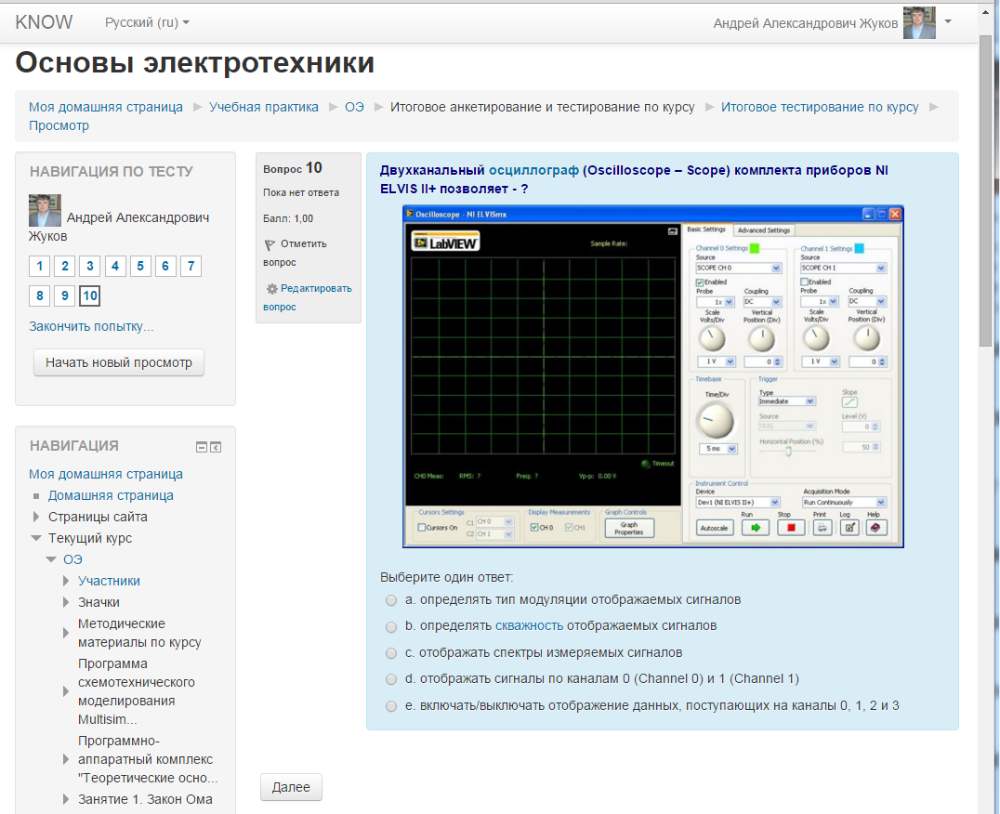 KNOW
Русский (ru)
Андрей Александрович Жуков
Основы электротехники
Моя домашняя страница
Учебная практика
ОЭ
Итоговое анкетирование и тестирование по курсу
Итоговое тестирование по курсу
Просмотр
НАВИГАЦИЯ ПО ТЕСТУ
Андрей Александрович
Жуков
1 2 3 4 5 6 7
8 9 10
Закончить попытку...
Начать новый просмотр
НАВИГАЦИЯ
Моя домашняя страница
Домашняя страница
Страницы сайта
Текущий курс
ОЭ
Участники
Значки
Методические
материалы по курсу
Программа
схемотехнического
моделирования
Multisim...
Программно-
аппаратный комплекс
"Теоретические осно...
Занятие 1. Закон Ома
Вопрос 10
Пока нет ответа
Балл: 1,00
Отметить
вопрос
Редактировать
вопрос
Двухканальный осциллограф (Oscilloscope – Scope) комплекта приборов NI
ELVIS II+ позволяет - ?
Oscilloscope - NI ELVISmx
LabVIEW
Sample Rate:
Timeout
CH0 Meas: RMS: ? Freq: ? Vp-p: 0.00 V
Cursors Settings
Cursors On
C1 CH 0
C2 CH 1
Display Measurements
CH 0
CH1
Graph Controls
Graph
Properties
Basic Settings
Advanced Settings
Channel 0 Settings
Source
SCOPE CH 0
Enabled
Probe
Coupling
1x
DC
Scale
Volts/Div
Vertical
Position (Div)
1 V
0
Channel 1 Settings
Source
SCOPE CH 1
Enabled
Probe
Coupling
1x
DC
Scale
Volts/Div
Vertical
Position (Div)
1 V
0
Timebase
Time/Div
5 ms
Trigger
Type
Immediate
Slope
Source
TRIG
Level (V)
0
Horizontal Position (%)
50
Instrument Control
Device
Dev1 (NI ELVIS II+)
Acquisition Mode
Run Continuously
Run
Stop
Print
Log
Help
Autoscale
Выберите один ответ:
a. определять тип модуляции отображаемых сигналов
b. определять скважность отображаемых сигналов
c. отображать спектры измеряемых сигналов
d. отображать сигналы по каналам 0 (Channel 0) и 1 (Channel 1)
e. включать/выключать отображение данных, поступающих на каналы 0, 1, 2 и 3
Далее